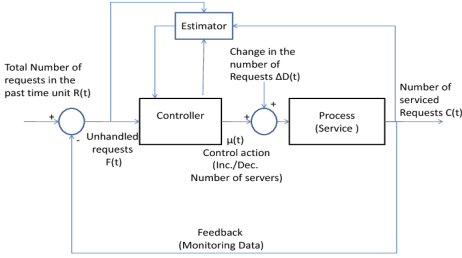 Estimator
Total Number of
requests in the
past time unit R(t)
Change in the
number of
Requests ΔD(t)
Number of
serviced
Requests C(t)
+
-
Controller
+
+
Process
(Service )
Unhandled
requests
F(t)
μ(t)
Control action
(Inc./Dec.
Number of servers)
Feedback
(Monitoring Data)